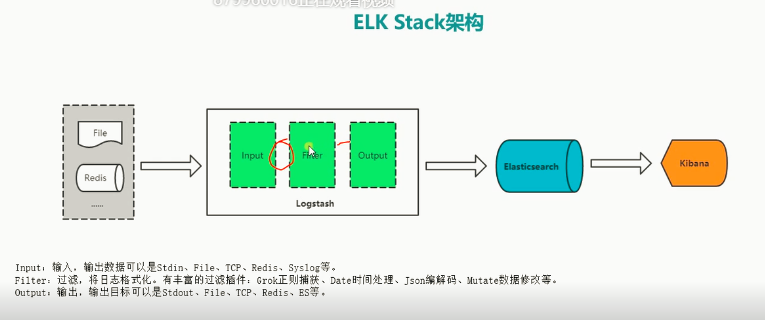 ELK Stack架构
File
Redis
......
Input
Filter
Output
Logstash
Elasticsearch
Kibana
Input：输入，输出数据可以是Stdin、File、TCP、Redis、Syslog等。
Filter：过滤，将日志格式化。有丰富的过滤插件：Grok正则捕获、Date时间处理、Json编解码、Mutate数据修改等。
Output：输出，输出目标可以是Stdout、File、TCP、Redis、ES等。